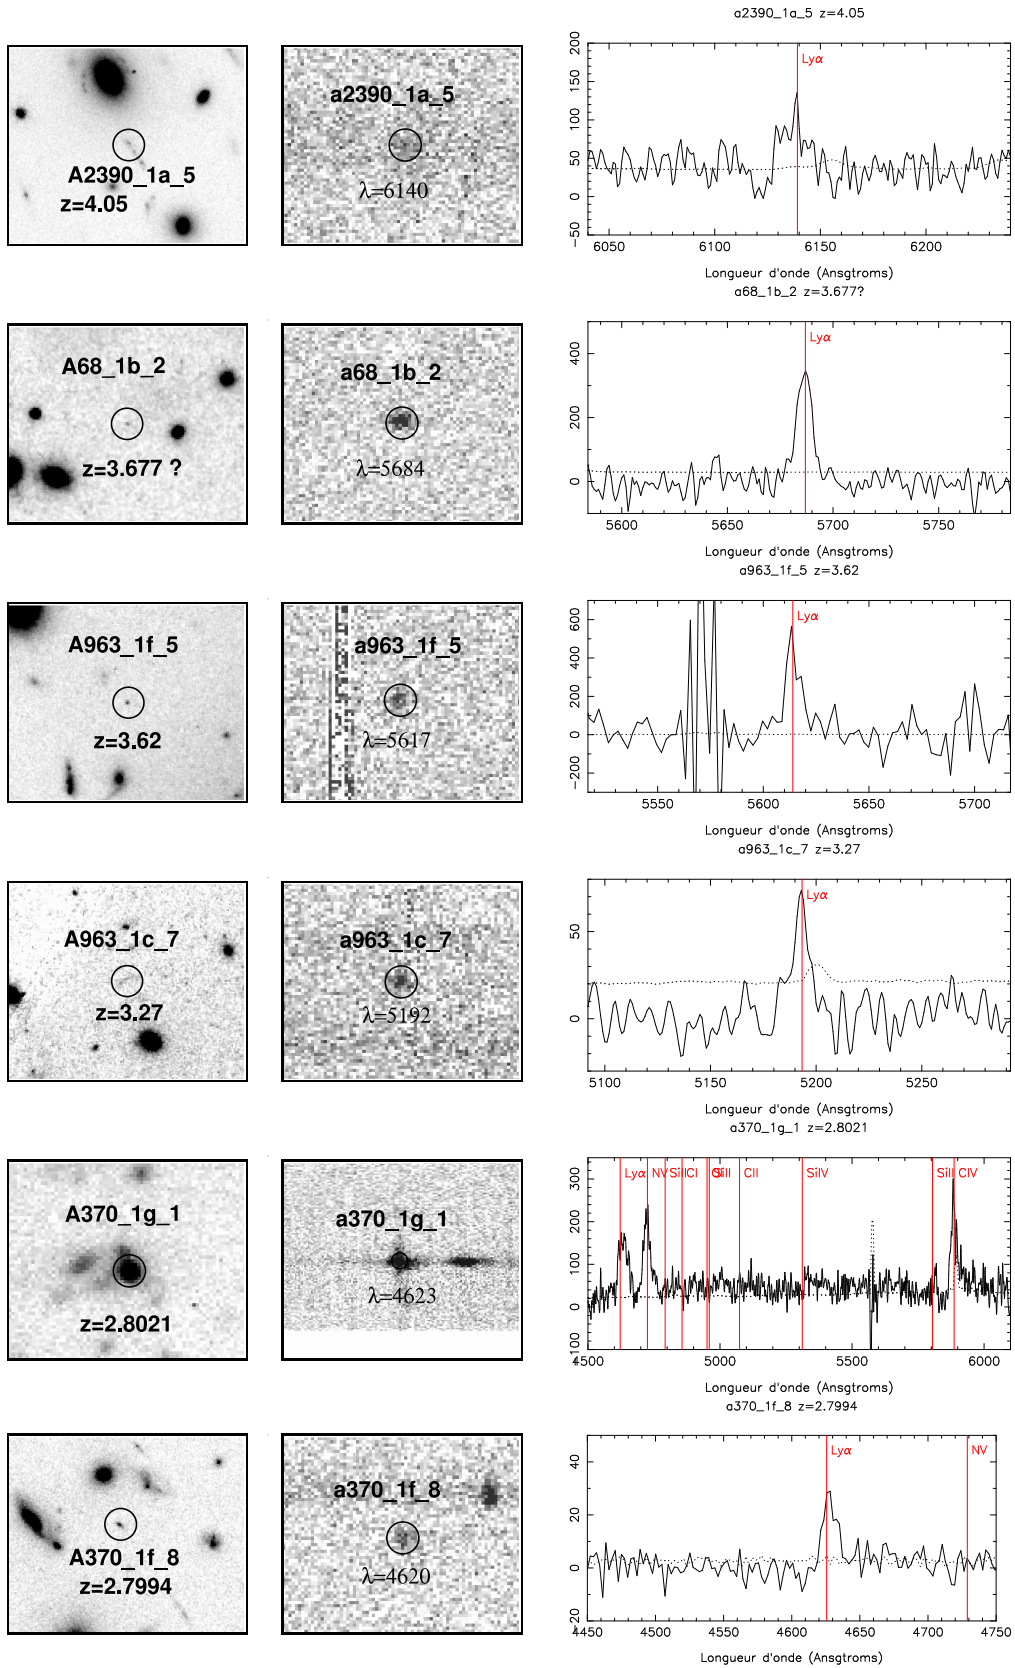 a2390_1a_5 z=4.05
A2390_1a_5
z=4.05
a2390_1a_5
λ=6140
Lyα
200
150
100
50
0
−50
6050
6100
6150
6200
Longueur d'onde (Ansgtroms)
a68_1b_2 z=3.677?
A68_1b_2
z=3.677 ?
a68_1b_2
λ=5684
Lyα
400
200
0
5600
5650
5700
5750
Longueur d'onde (Ansgtroms)
a963_1f_5 z=3.62
A963_1f_5
z=3.62
a963_1f_5
λ=5617
Lyα
600
400
200
0
−200
5550
5600
5650
5700
Longueur d'onde (Ansgtroms)
a963_1c_7 z=3.27
A963_1c_7
z=3.27
a963_1c_7
λ=5192
Lyα
50
0
5100
5150
5200
5250
Longueur d'onde (Ansgtroms)
a370_1g_1 z=2.8021
A370_1g_1
z=2.8021
a370_1g_1
λ=4623
Lyα NV SiII CI SiII CII SiIV SiII CIV
300
200
100
0
100
4500
5000
5500
6000
Longueur d'onde (Ansgtroms)
a370_1f_8 z=2.7994
A370_1f_8
z=2.7994
a370_1f_8
λ=4620
Lyα NV
40
20
0
20
4450
4500
4550
4600
4650
4700
4750
Longueur d'onde (Ansgtroms)